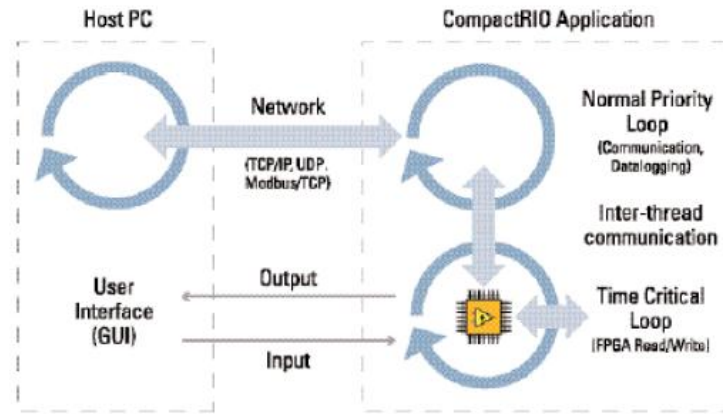 Host PC
CompactRIO Application
Network
(TCP/IP, UDP,
Modbus/TCP)
Normal Priority
Loop
(Communication,
Datalogging)
Inter-thread
communication
User
Interface
(GUI)
Output
Input
Time Critical
Loop
(FPGA Read/Write)